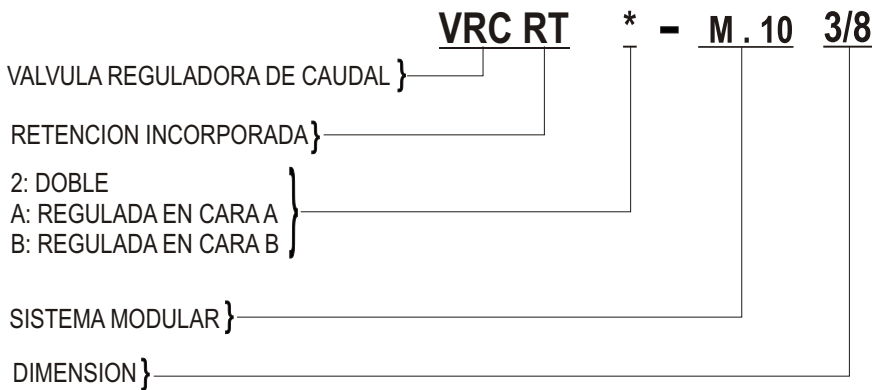 VRC RT * - M . 10 3/8
VALVULA REGULADORA DE CAUDAL }
RETENCION INCORPORADA }
2: DOBLE
A: REGULADA EN CARA A
B: REGULADA EN CARA B }
SISTEMA MODULAR }
DIMENSION }